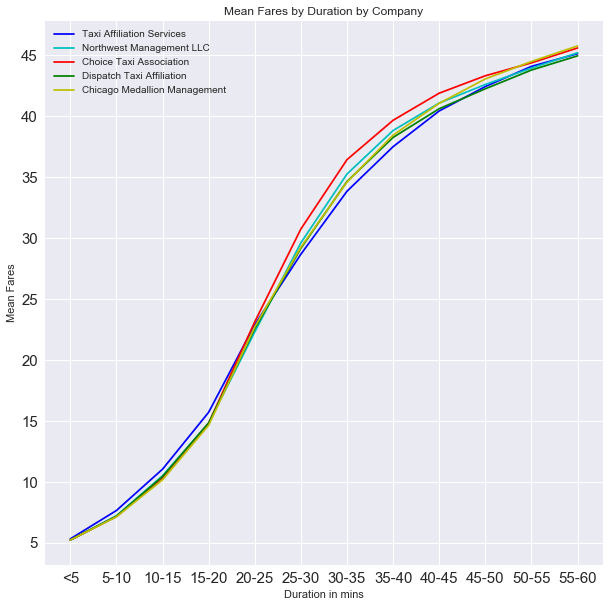 Mean Fares by Duration by Company
Taxi Affiliation Services
Northwest Management LLC
Choice Taxi Association
Dispatch Taxi Affiliation
Chicago Medallion Management
Mean Fares
45
40
35
30
25
20
15
10
5
<5 5-10 10-15 15-20 20-25 25-30 30-35 35-40 40-45 45-50 50-55 55-60
Duration in mins